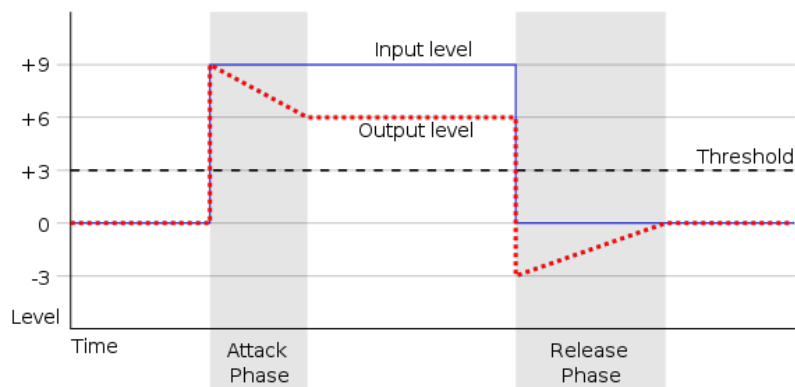 +9
Input level
+6
Output level
+3
Threshold
0
-3
Level
Time
Attack
Phase
Release
Phase